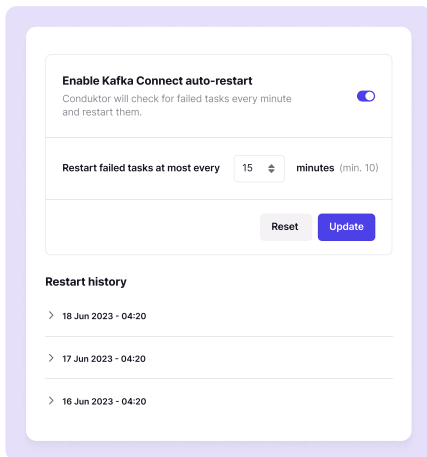 Enable Kafka Connect auto-restart
Conduktor will check for failed tasks every minute
and restart them.
Restart failed tasks at most every 15 minutes (min. 10)
Reset Update
Restart history
18 Jun 2023 - 04:20
17 Jun 2023 - 04:20
16 Jun 2023 - 04:20